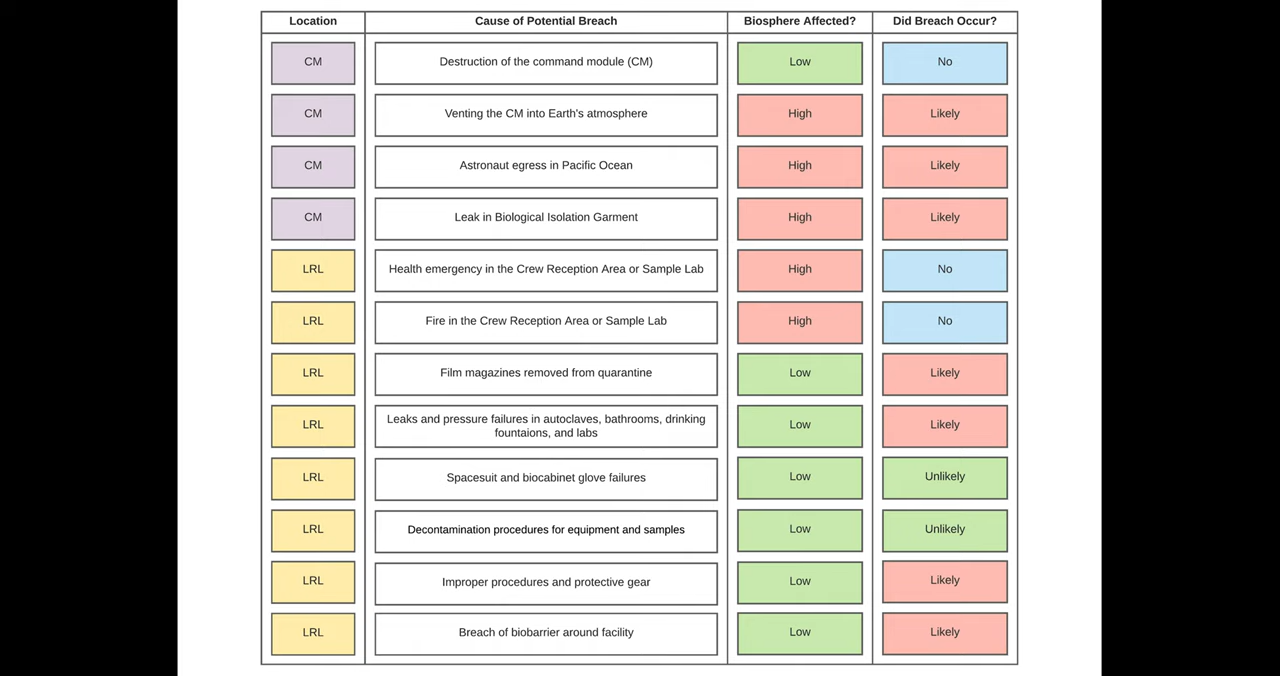 Location Cause of Potential Breach Biosphere Affected? Did Breach Occur?
CM Destruction of the command module (CM) Low No
CM Venting the CM into Earth's atmosphere High Likely
CM Astronaut egress in Pacific Ocean High Likely
CM Leak in Biological Isolation Garment High Likely
LRL Health emergency in the Crew Reception Area or Sample Lab High No
LRL Fire in the Crew Reception Area or Sample Lab High No
LRL Film magazines removed from quarantine Low Likely
LRL Leaks and pressure failures in autoclaves, bathrooms, drinking
fountaions, and labs Low Likely
LRL Spacesuit and biocabinet glove failures Low Unlikely
LRL Decontamination procedures for equipment and samples Low Unlikely
LRL Improper procedures and protective gear Low Likely
LRL Breach of biobarrier around facility Low Likely